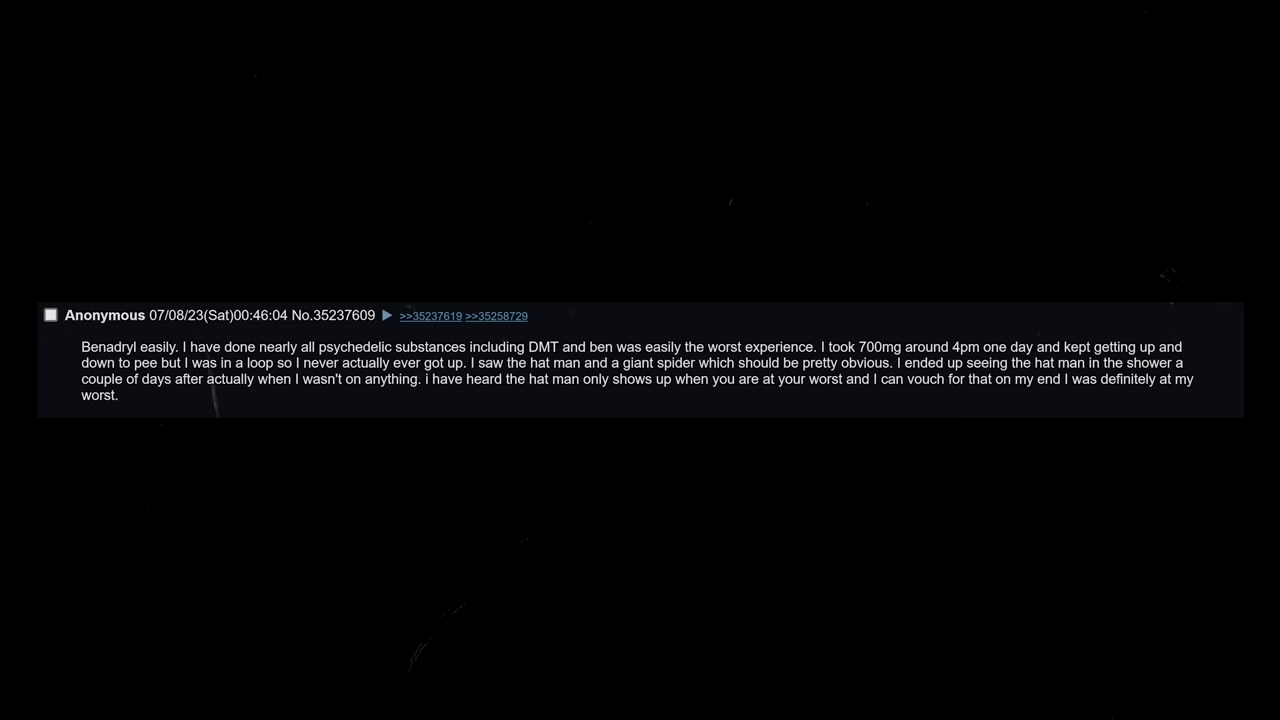 Anonymous 07/08/23(Sat)00:46:04 No.35237609 ▶ >>35237619 >>35258729
Benadryl easily. I have done nearly all psychedelic substances including DMT and ben was easily the worst experience. I took 700mg around 4pm one day and kept getting up and
down to pee but I was in a loop so I never actually ever got up. I saw the hat man and a giant spider which should be pretty obvious. I ended up seeing the hat man in the shower a
couple of days after actually when I wasn't on anything. i have heard the hat man only shows up when you are at your worst and I can vouch for that on my end I was definitely at my
worst.